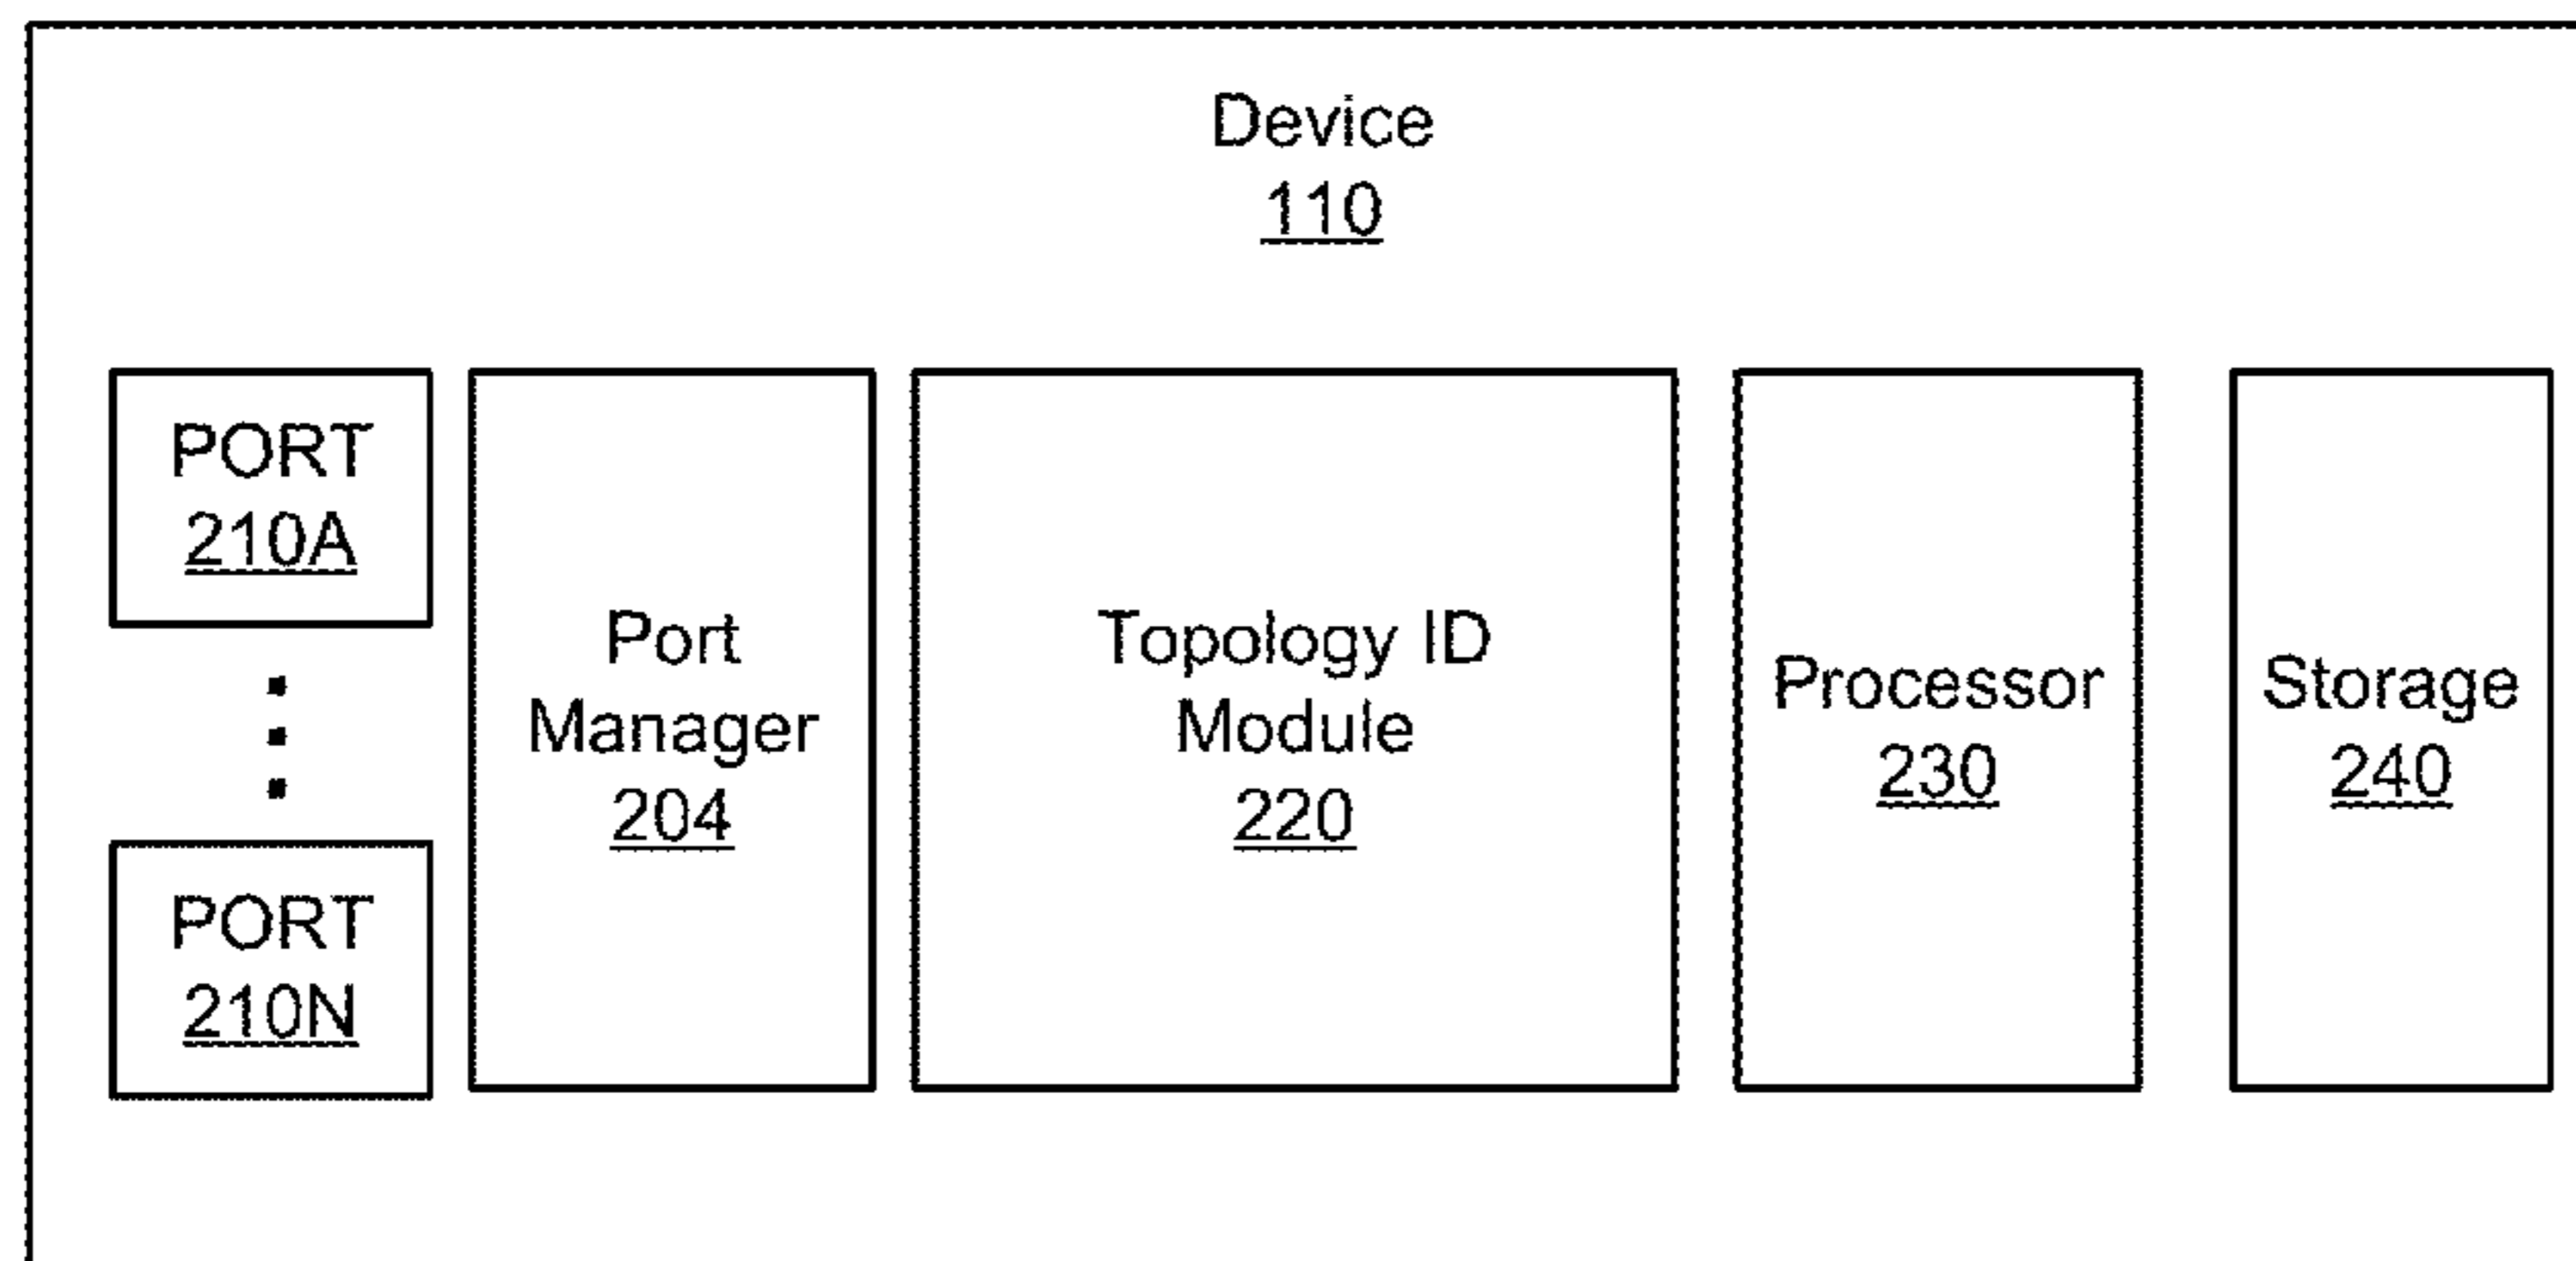 Device
110
PORT
210A
PORT
210N
Port
Manager
204
Topology ID
Module
220
Processor
230
Storage
240